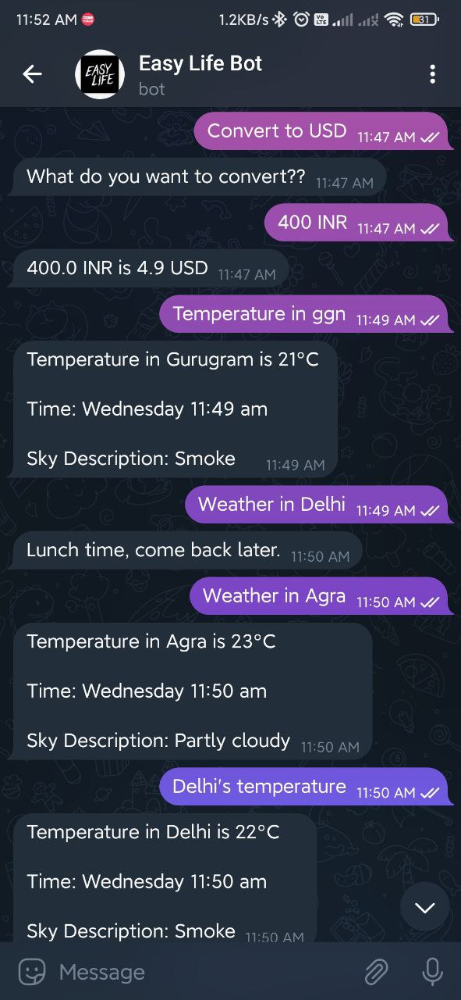 11:52 AM
1.2KB/s VO LTE 31
EASY LIFE
Easy Life Bot
bot
Convert to USD 11:47 AM
What do you want to convert?? 11:47 AM
400 INR 11:47 AM
400.0 INR is 4.9 USD 11:47 AM
Temperature in ggn 11:49 AM
Temperature in Gurugram is 21°C
Time: Wednesday 11:49 am
Sky Description: Smoke 11:49 AM
Weather in Delhi 11:49 AM
Lunch time, come back later. 11:50 AM
Weather in Agra 11:50 AM
Temperature in Agra is 23°C
Time: Wednesday 11:50 am
Sky Description: Partly cloudy 11:50 AM
Delhi's temperature 11:50 AM
Temperature in Delhi is 22°C
Time: Wednesday 11:50 am
Sky Description: Smoke 11:50 AM
Message